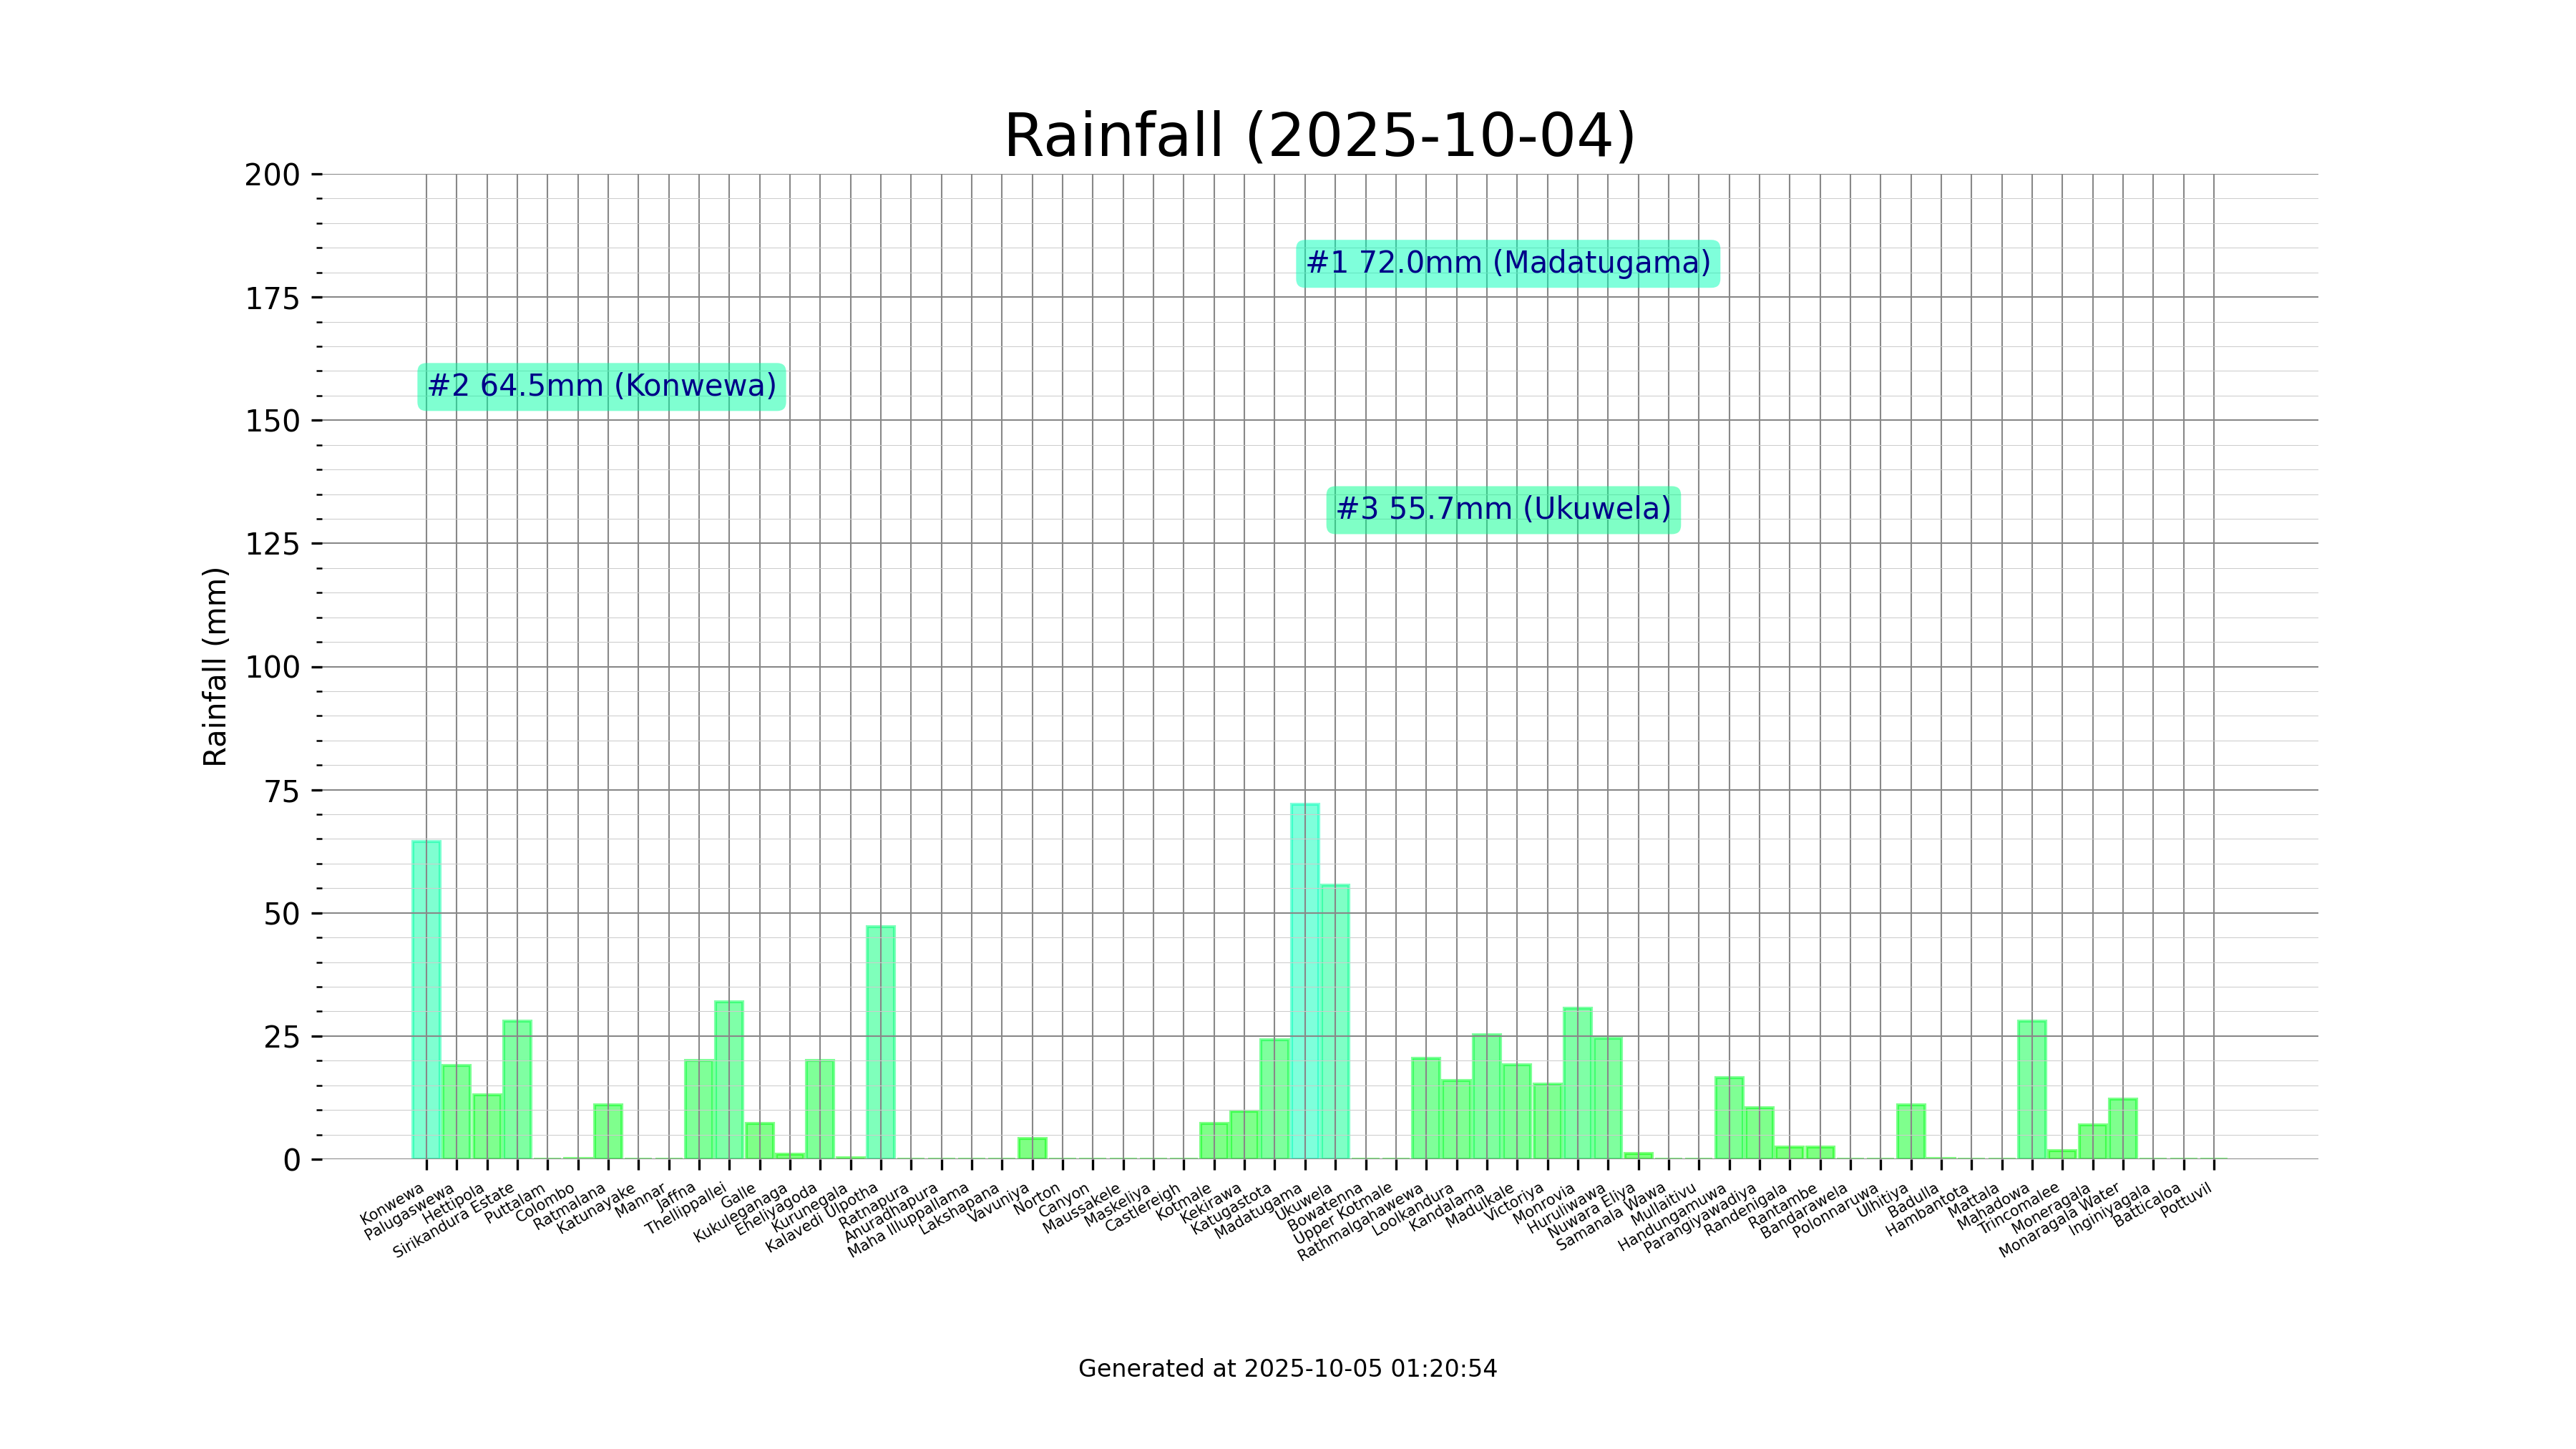 Rainfall (2025-10-04)
200
175
150
125
100
75
50
25
0
Rainfall (mm)
#1 72.0mm (Madatugama)
#2 64.5mm (Konwewa)
#3 55.7mm (Ukuwela)
Konwewa
Palugaswewa
Hettipola
Sirikandura Estate
Puttalam
Colombo
Ratmalana
Katunayake
Mannar
Jaffna
Thellippallei
Galle
Kukuleganaga
Eheliyagoda
Kurunegala
Kalavedi Ulpotha
Ratnapura
Anuradhapura
Maha Illuppallama
Lakshapana
Vavuniya
Norton
Canyon
Maussakele
Maskeliya
Castlereigh
Kotmale
Kekirawa
Katugastota
Madatugama
Ukuwela
Bowatenna
Upper Kotmale
Rathmalgahawewa
Loolkandura
Kandalama
Madulkale
Victoriya
Monrovia
Huruliwawa
Nuwara Eliya
Samanala Wawa
Mullaitivu
Handungamuwa
Parangiyawadiya
Randenigala
Rantambe
Bandarawela
Polonnaruwa
Ulhitiya
Badulla
Hambantota
Mattala
Mahadowa
Trincomalee
Moneragala
Monaragala Water
Inginiyagala
Batticaloa
Pottuvil
Generated at 2025-10-05 01:20:54